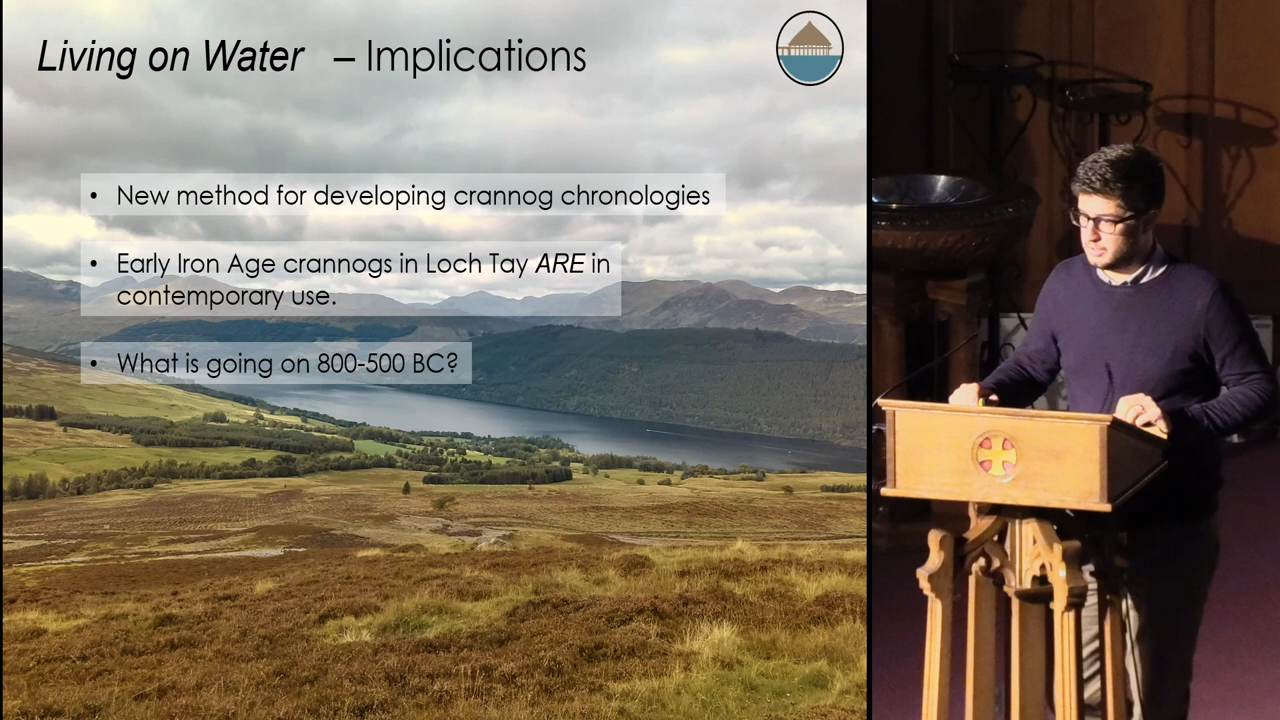 Living on Water – Implications
• New method for developing crannog chronologies
• Early Iron Age crannogs in Loch Tay ARE in
contemporary use.
• What is going on 800-500 BC?